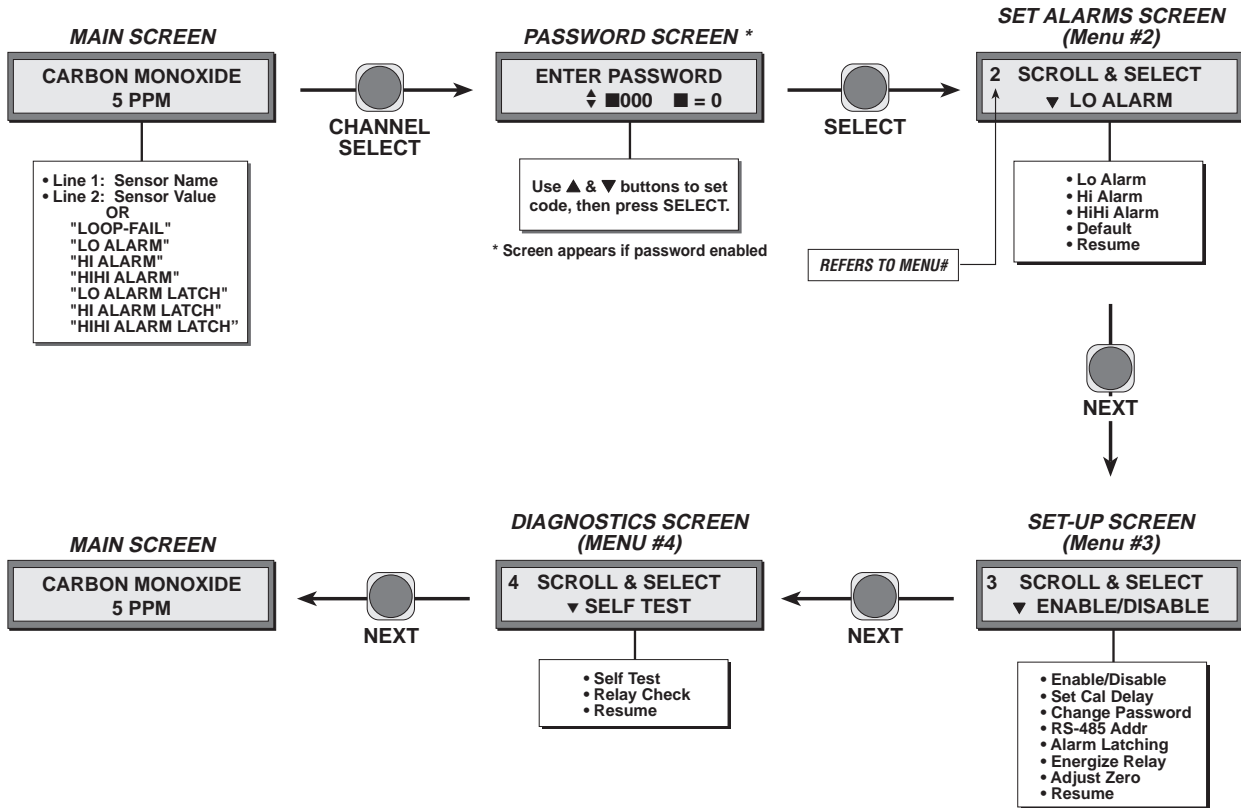 MAIN SCREEN
CARBON MONOXIDE
5 PPM
• Line 1: Sensor Name
• Line 2: Sensor Value
OR
"LOOP-FAIL"
"LO ALARM"
"HI ALARM"
"HIHI ALARM"
"LO ALARM LATCH"
"HI ALARM LATCH"
"HIHI ALARM LATCH”
CHANNEL
SELECT
PASSWORD SCREEN *
ENTER PASSWORD
▲▼ ■000 ■ = 0
Use ▲ & ▼ buttons to set
code, then press SELECT.
* Screen appears if password enabled
SELECT
SET ALARMS SCREEN
(Menu #2)
2 SCROLL & SELECT
▼ LO ALARM
REFERS TO MENU#
• Lo Alarm
• Hi Alarm
• HiHi Alarm
• Default
• Resume
NEXT
SET-UP SCREEN
(Menu #3)
3 SCROLL & SELECT
▼ ENABLE/DISABLE
• Enable/Disable
• Set Cal Delay
• Change Password
• RS-485 Addr
• Alarm Latching
• Energize Relay
• Adjust Zero
• Resume
NEXT
DIAGNOSTICS SCREEN
(MENU #4)
4 SCROLL & SELECT
▼ SELF TEST
• Self Test
• Relay Check
• Resume
NEXT
MAIN SCREEN
CARBON MONOXIDE
5 PPM